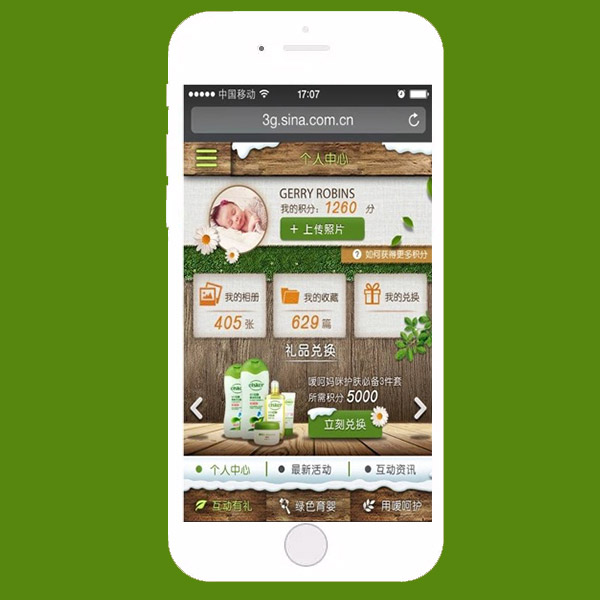 中国移动 17:07
3g.sina.com.cn
个人中心
GERRY ROBINS
我的积分：1260 分
+ 上传照片
? 如何获得更多积分
我的相册
405 张
我的收藏
629 篇
我的兑换
礼品兑换
嗳呵妈咪护肤必备3件套
所需积分 5000
立刻兑换
个人中心
最新活动
互动资讯
互动有礼
绿色育婴
用嗳呵护